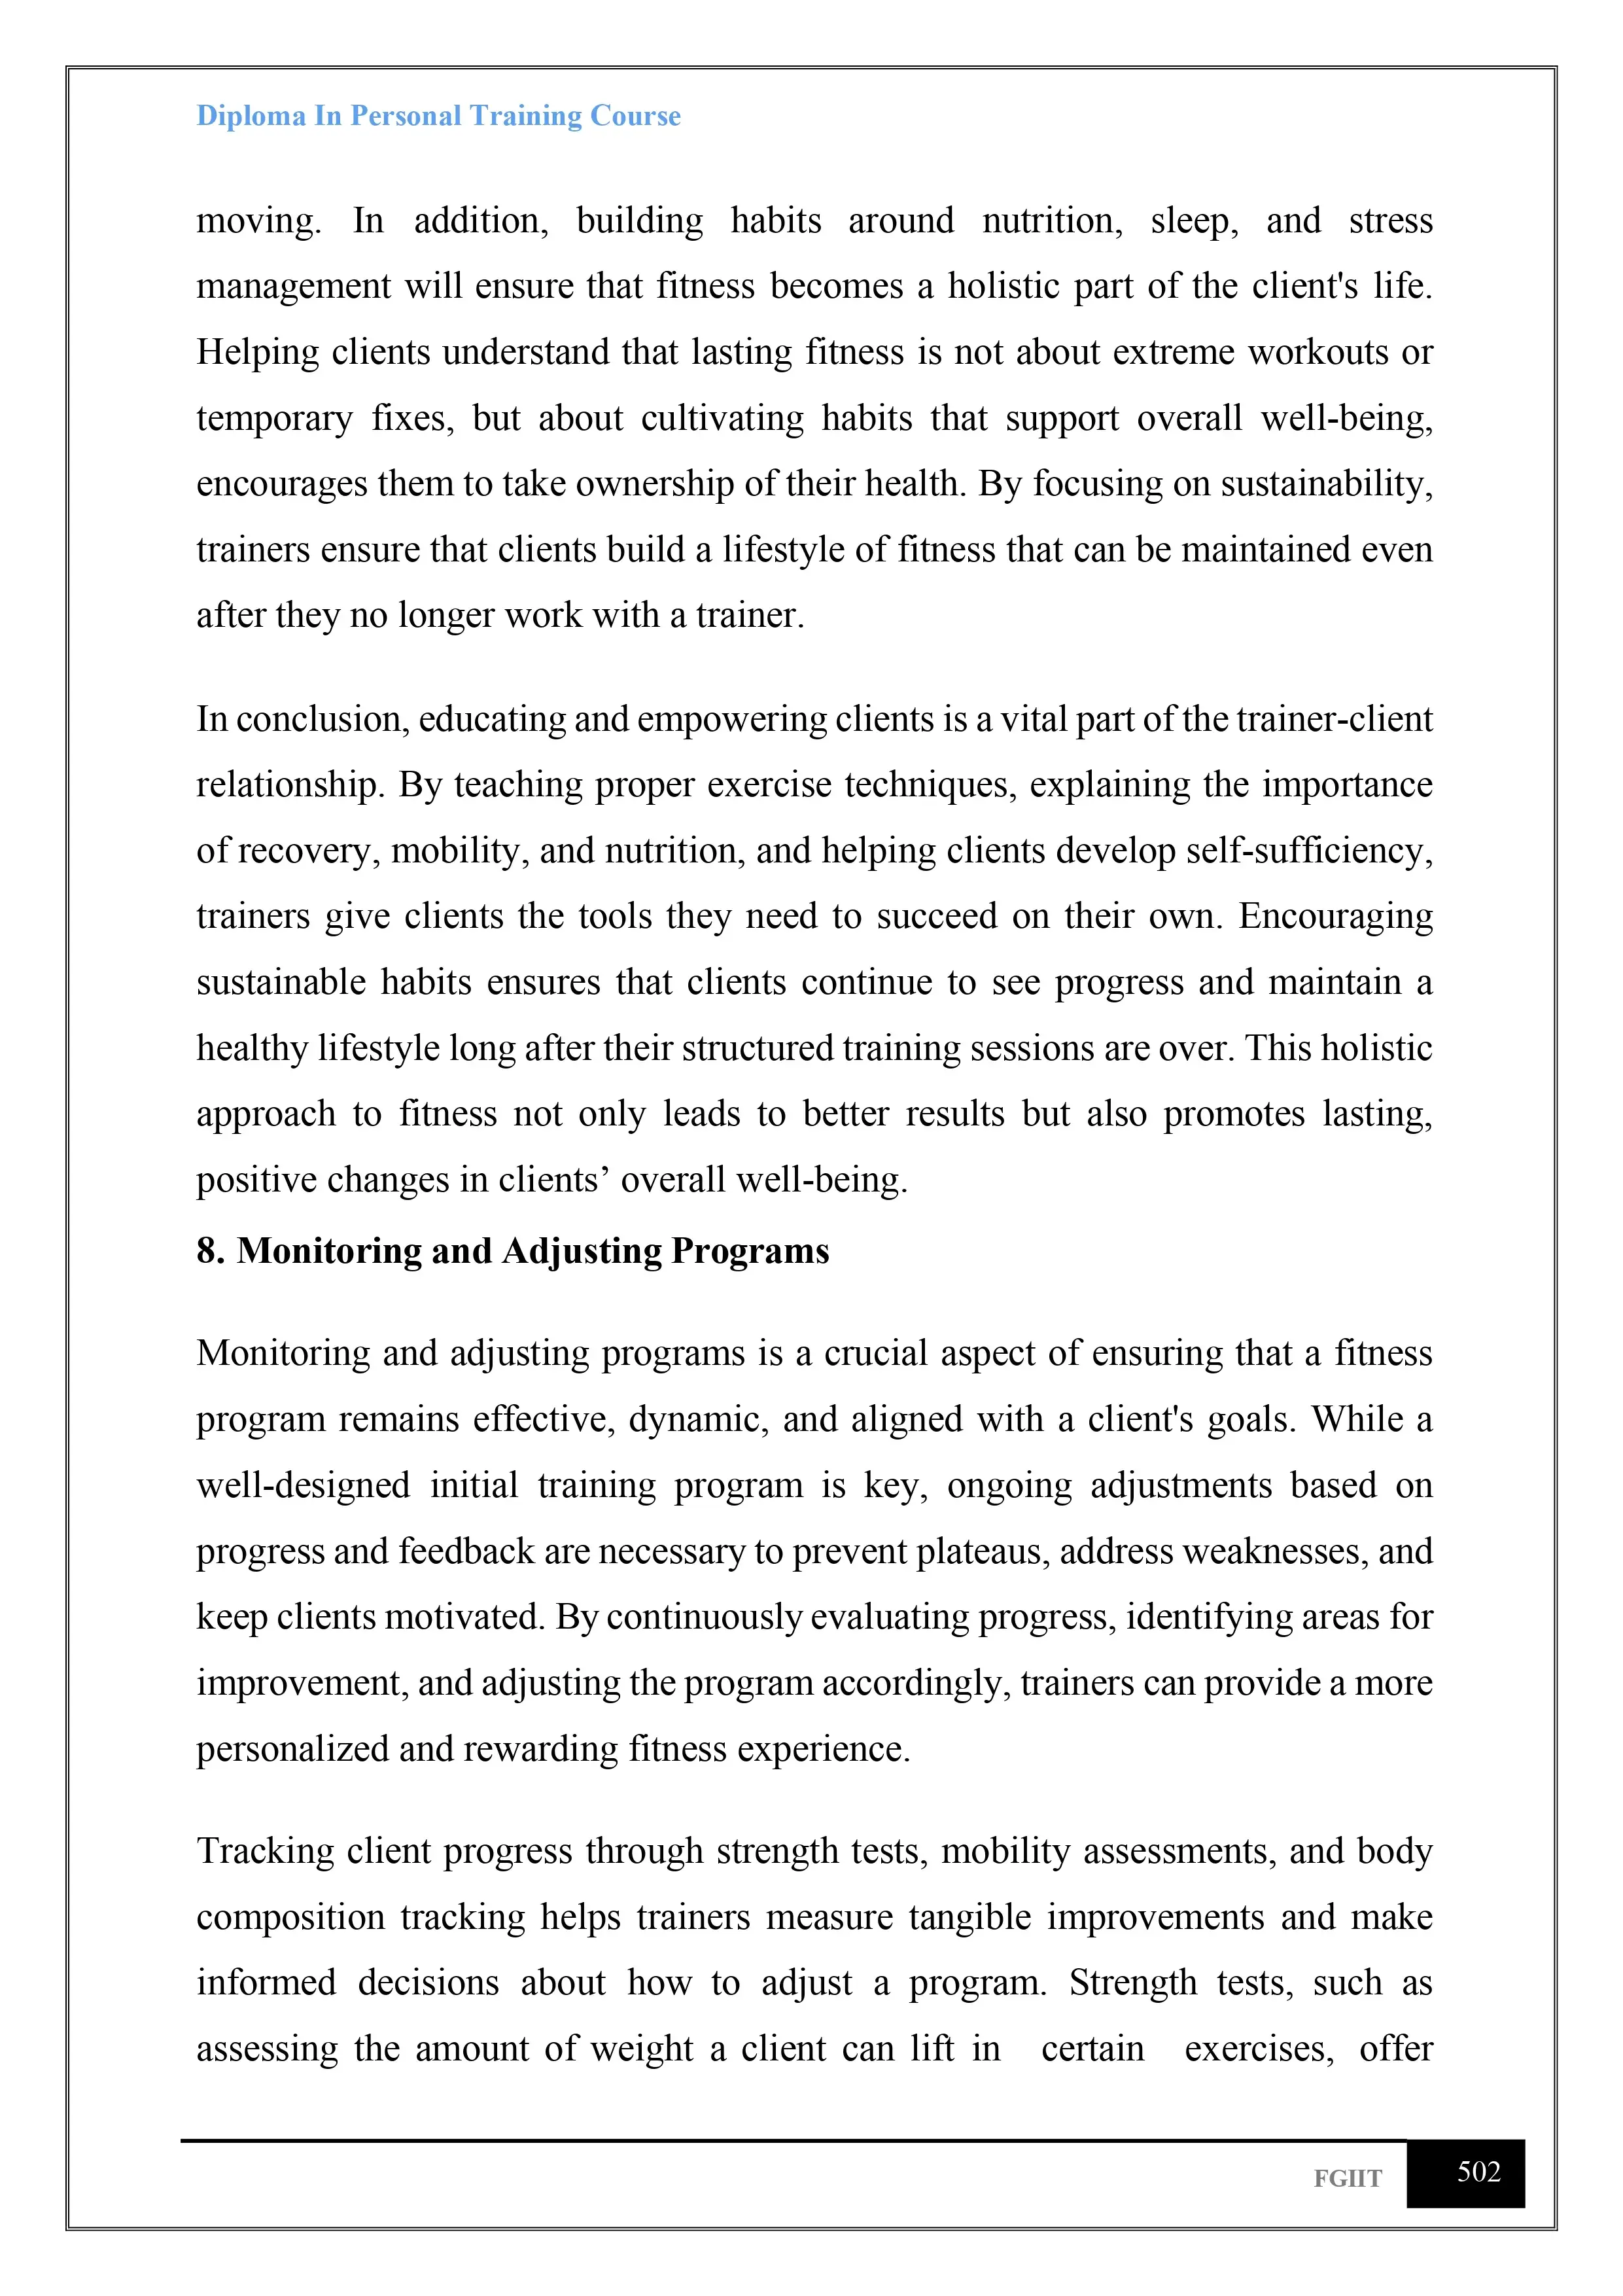 Diploma In Personal Training Course
moving. In addition, building habits around nutrition, sleep, and stress
management will ensure that fitness becomes a holistic part of the client's life.
Helping clients understand that lasting fitness is not about extreme workouts or
temporary fixes, but about cultivating habits that support overall well-being,
encourages them to take ownership of their health. By focusing on sustainability,
trainers ensure that clients build a lifestyle of fitness that can be maintained even
after they no longer work with a trainer.
In conclusion, educating and empowering clients is a vital part of the trainer-client
relationship. By teaching proper exercise techniques, explaining the importance
of recovery, mobility, and nutrition, and helping clients develop self-sufficiency,
trainers give clients the tools they need to succeed on their own. Encouraging
sustainable habits ensures that clients continue to see progress and maintain a
healthy lifestyle long after their structured training sessions are over. This holistic
approach to fitness not only leads to better results but also promotes lasting,
positive changes in clients’ overall well-being.
8. Monitoring and Adjusting Programs
Monitoring and adjusting programs is a crucial aspect of ensuring that a fitness
program remains effective, dynamic, and aligned with a client's goals. While a
well-designed initial training program is key, ongoing adjustments based on
progress and feedback are necessary to prevent plateaus, address weaknesses, and
keep clients motivated. By continuously evaluating progress, identifying areas for
improvement, and adjusting the program accordingly, trainers can provide a more
personalized and rewarding fitness experience.
Tracking client progress through strength tests, mobility assessments, and body
composition tracking helps trainers measure tangible improvements and make
informed decisions about how to adjust a program. Strength tests, such as
assessing the amount of weight a client can lift in certain exercises, offer
FGIIT 502